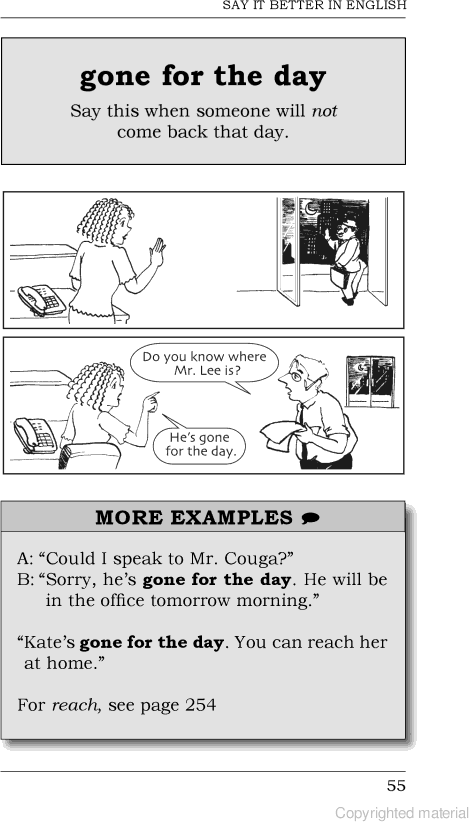 SAY IT BETTER IN ENGLISH
gone for the day
Say this when someone will not
come back that day.
Do you know where
Mr. Lee is?
He's gone
for the day.
MORE EXAMPLES
A: “Could I speak to Mr. Couga?”
B: “Sorry, he’s gone for the day. He will be
in the office tomorrow morning.”
“Kate’s gone for the day. You can reach her
at home.”
For reach, see page 254
55
Copyrighted material